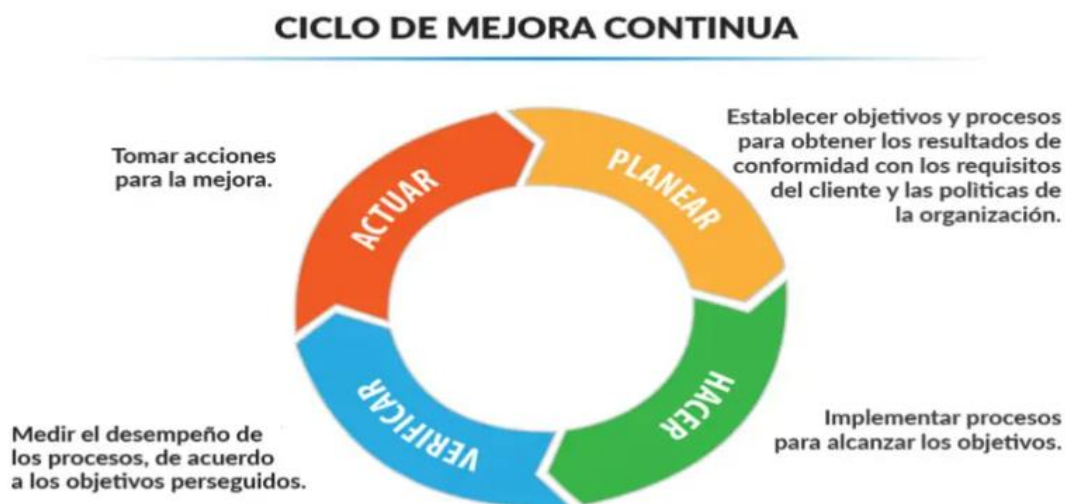 CICLO DE MEJORA CONTINUA
Establecer objetivos y procesos
para obtener los resultados de
conformidad con los requisitos
del cliente y las polìticas de
la organización.
PLANEAR
Implementar procesos
para alcanzar los objetivos.
HACER
Medir el desempeño de
los procesos, de acuerdo
a los objetivos perseguidos.
VERIFICAR
Tomar acciones
para la mejora.
ACTUAR